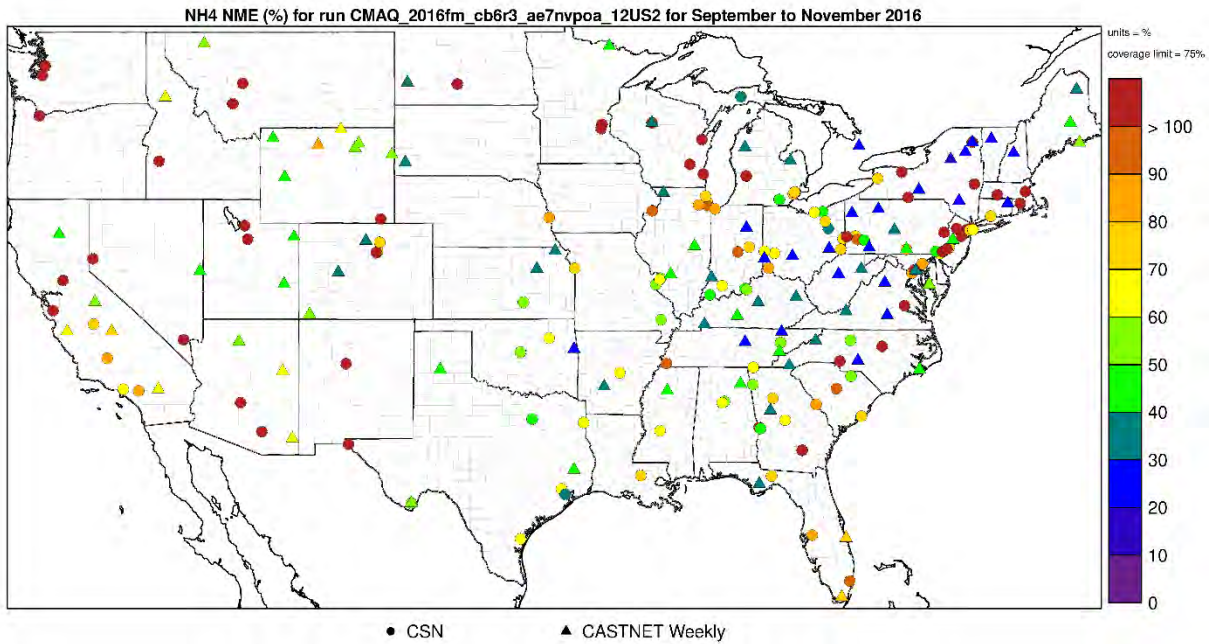 NH4 NME (%) for run CMAQ_2016fm_cb6r3_ae7nvpoa_12US2 for September to November 2016
units = %
coverage limit = 75%
> 100
90
80
70
60
50
40
30
20
10
0
CSN
CASTNET Weekly